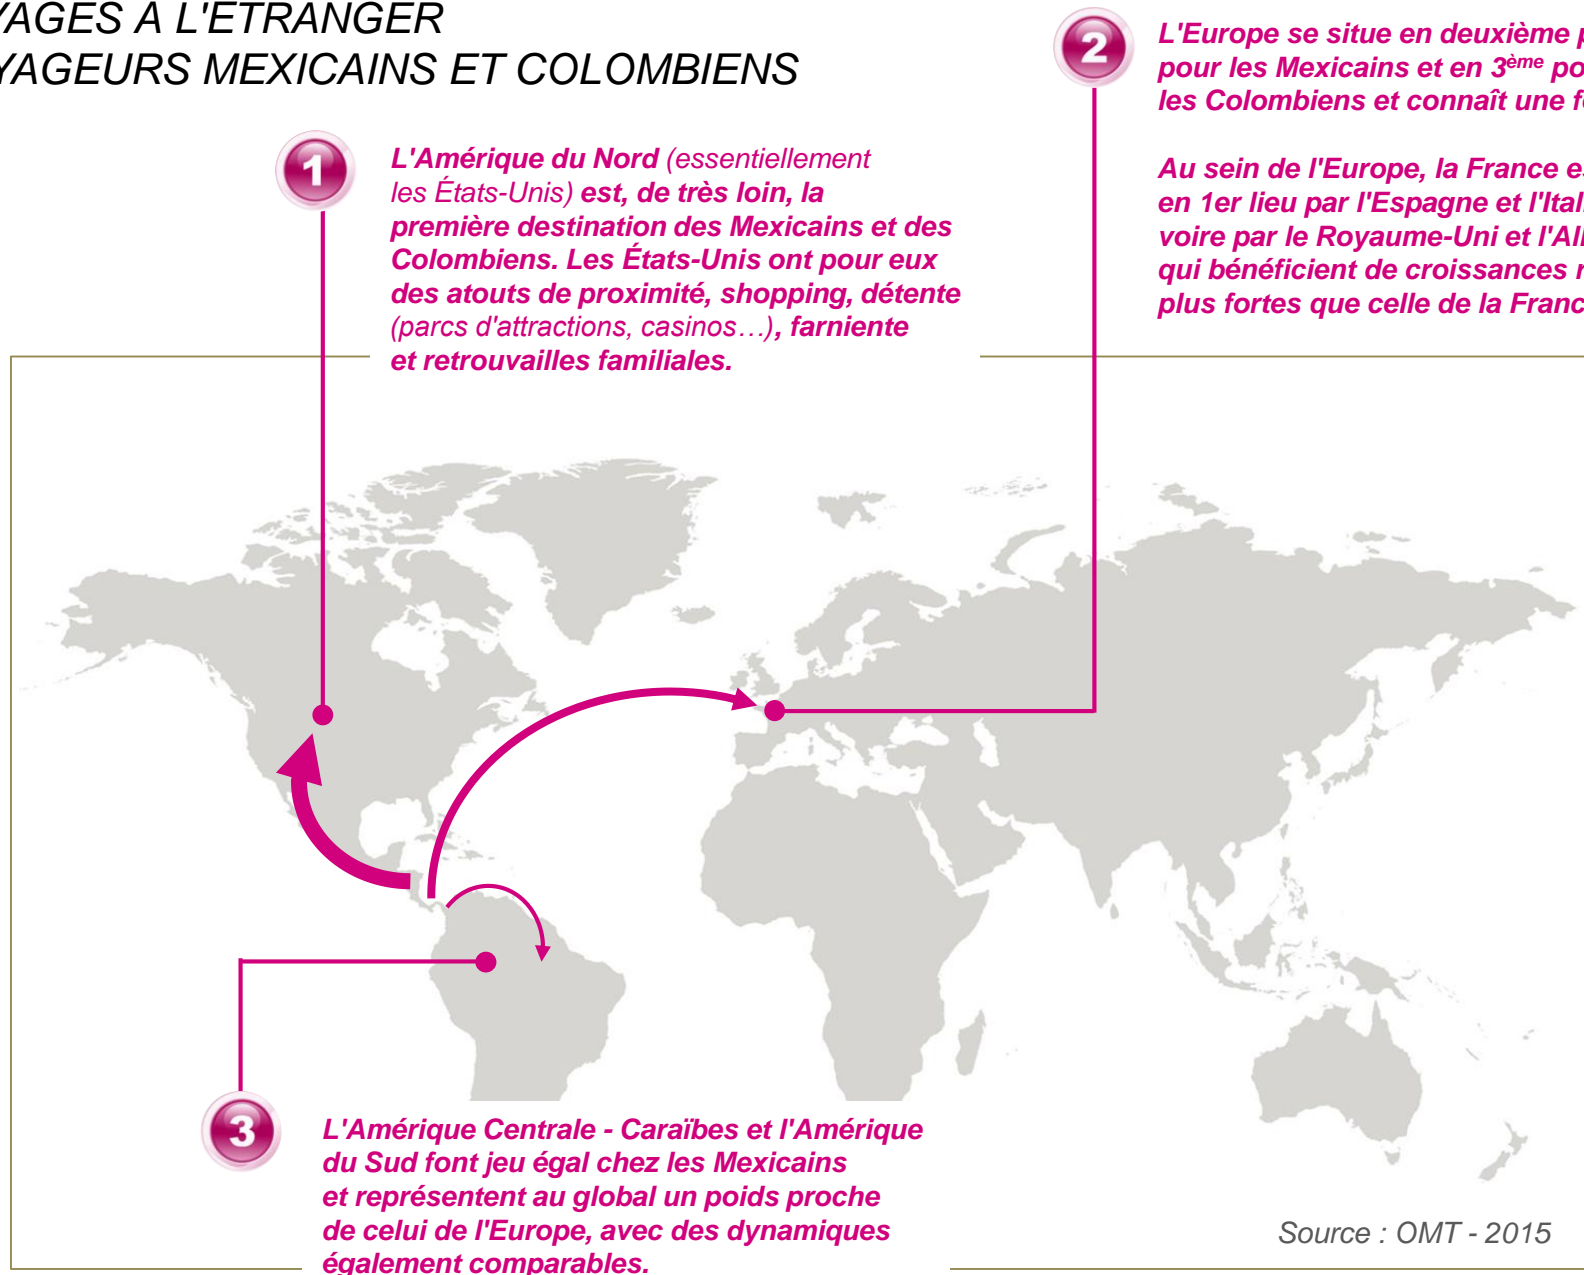 YAGES A L'ETRANGER
YAGEURS MEXICAINS ET COLOMBIENS
1
L'Amérique du Nord (essentiellement
les États-Unis) est, de très loin, la
première destination des Mexicains et des
Colombiens. Les États-Unis ont pour eux
des atouts de proximité, shopping, détente
(parcs d'attractions, casinos…), farniente
et retrouvailles familiales.
2
L'Europe se situe en deuxième
pour les Mexicains et en 3ème
les Colombiens et connaît une
Au sein de l'Europe, la France
en 1er lieu par l'Espagne et
voire par le Royaume-Uni et
qui bénéficient de croissances
plus fortes que celle de la
3
L'Amérique Centrale - Caraïbes et l'Amérique
du Sud font jeu égal chez les Mexicains
et représentent au global un poids proche
de celui de l'Europe, avec des dynamiques
également comparables.
Source : OMT - 2015